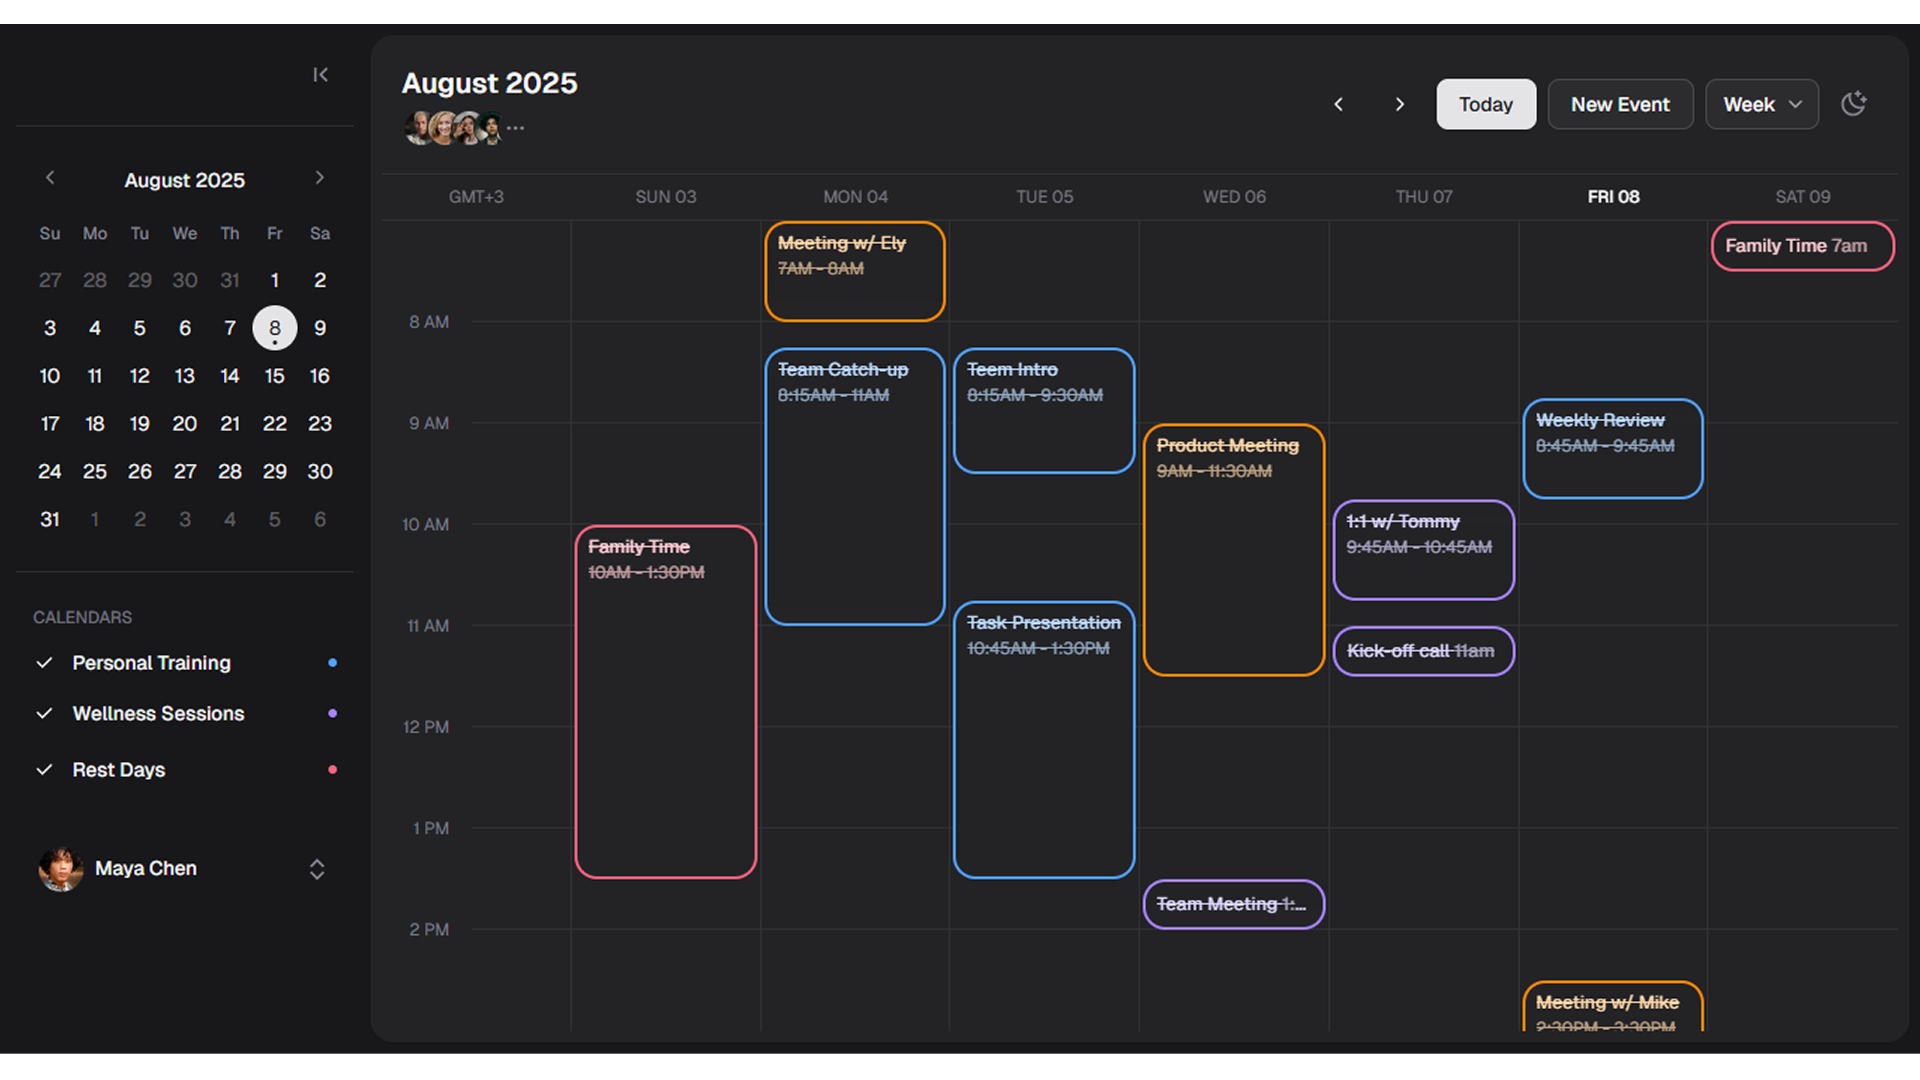 August 2025
Su Mo Tu We Th Fr Sa
27 28 29 30 31 1 2
3 4 5 6 7 8 9
10 11 12 13 14 15 16
17 18 19 20 21 22 23
24 25 26 27 28 29 30
31 1 2 3 4 5 6
CALENDARS
Personal Training
Wellness Sessions
Rest Days
Maya Chen
August 2025
Today
New Event
Week
GMT+3 SUN 03 MON 04 TUE 05 WED 06 THU 07 FRI 08 SAT 09
8 AM
9 AM
10 AM
11 AM
12 PM
1 PM
2 PM
Family Time
10AM - 1:30PM
Meeting w/ Ely
7AM - 8AM
Team Catch-up
8:15AM - 11AM
Teem Intro
8:15AM - 9:30AM
Task Presentation
10:45AM - 1:30PM
Product Meeting
9AM - 11:30AM
Team Meeting 1:...
1:1 w/ Tommy
9:45AM - 10:45AM
Kick-off call 11am
Weekly Review
8:45AM - 9:45AM
Meeting w/ Mike
2:30PM - 3:30PM
Family Time 7am